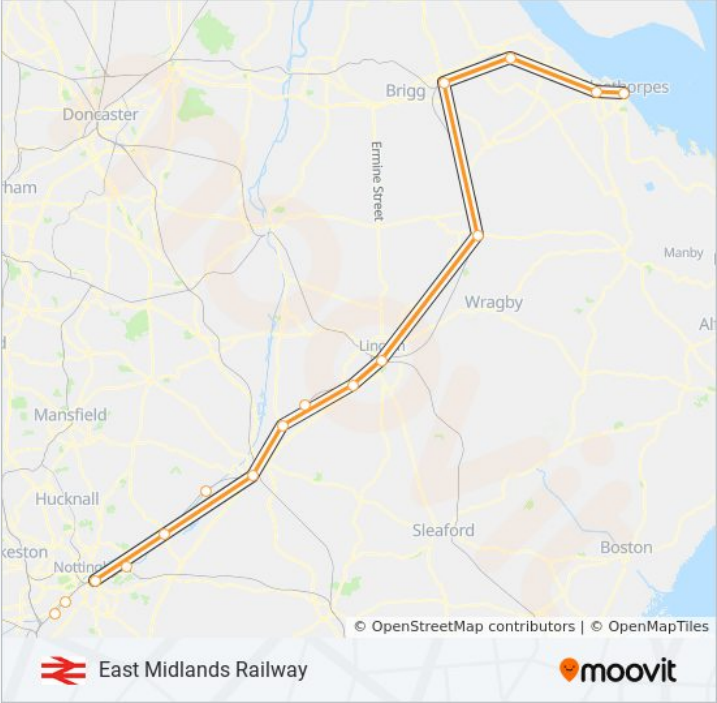 Brigg
Doncaster
Ermine Street
Manby
Wragby
Mansfield
Hucknall
Sleaford
Boston
© OpenStreetMap contributors | © OpenMapTiles
East Midlands Railway
moovit